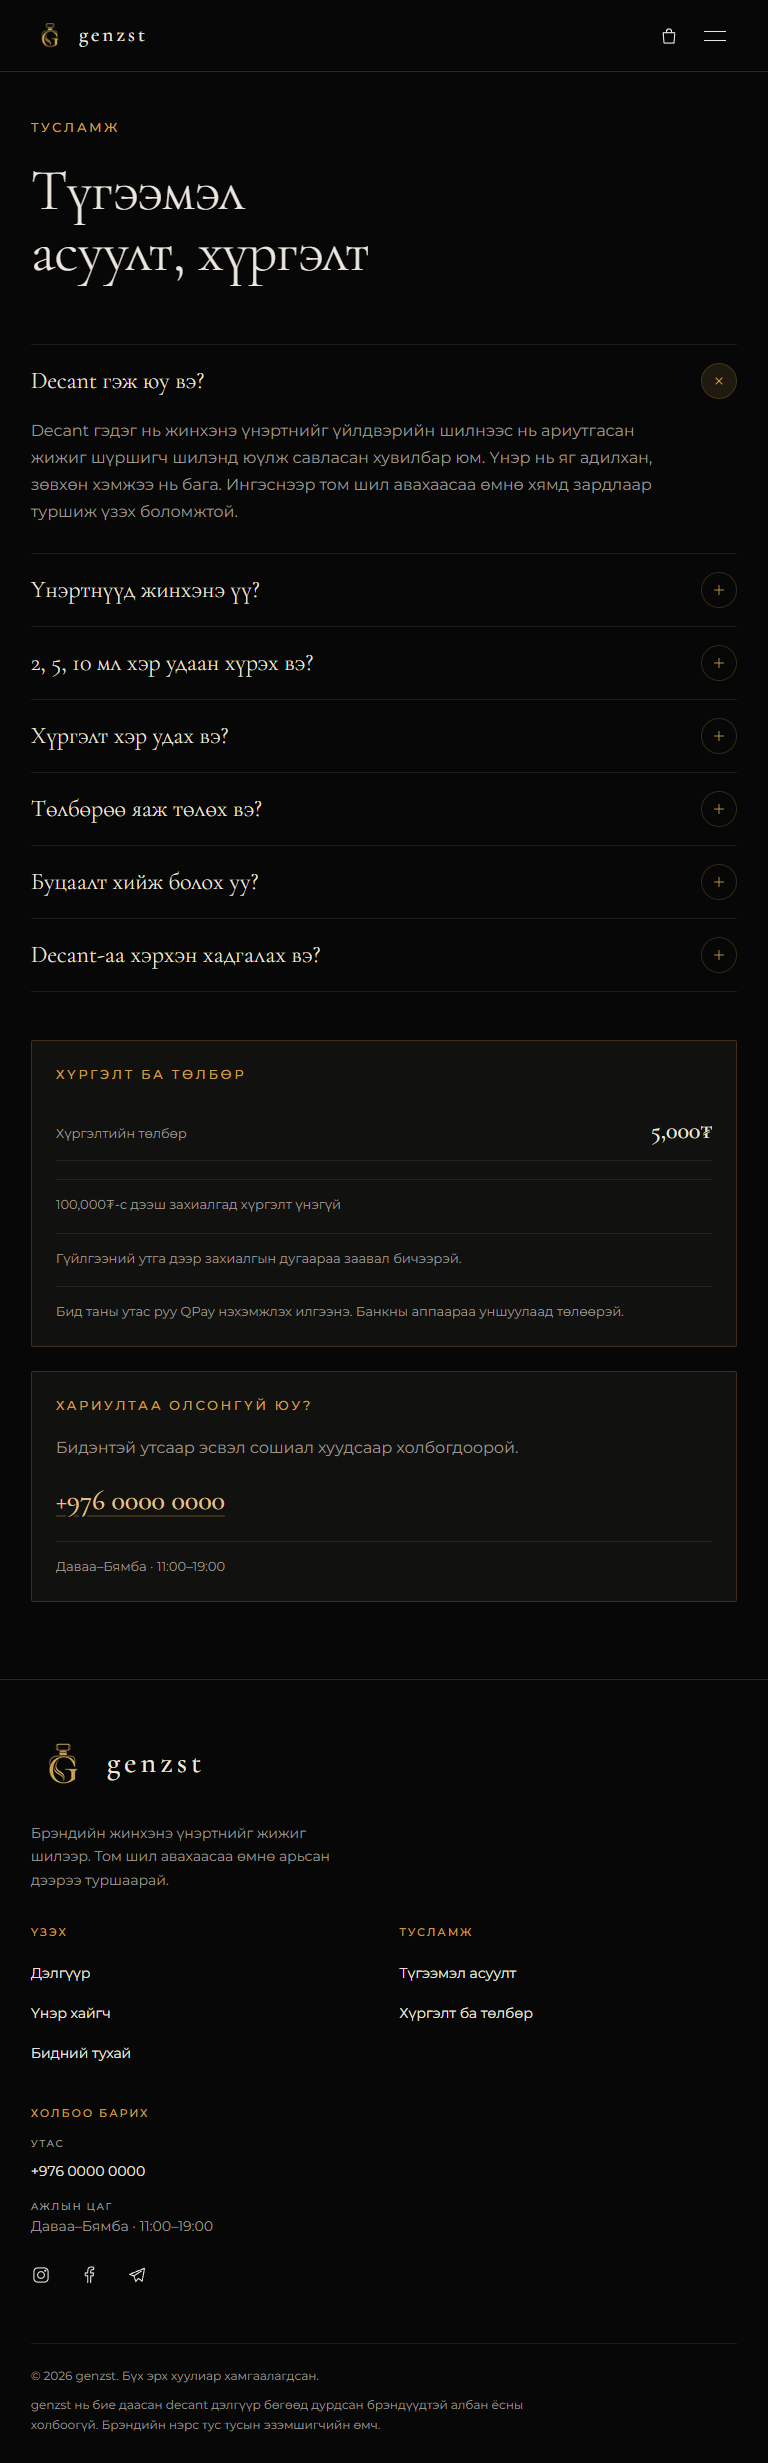 genzst
ТУСЛАМЖ
Түгээмэл
асуулт, хүргэлт
Decant гэж юу вэ?
Decant гэдэг нь жинхэнэ үнэртнийг үйлдвэрийн шилнээс нь ариутгасан
жижиг шүршигч шилэнд юүлж савласан хувилбар юм. Үнэр нь яг адилхан,
зөвхөн хэмжээ нь бага. Ингэснээр том шил авахаасаа өмнө хямд зардлаар
туршиж үзэх боломжтой.
Үнэртнүүд жинхэнэ үү?
2, 5, 10 мл хэр удаан хүрэх вэ?
Хүргэлт хэр удах вэ?
Төлбөрөө яаж төлөх вэ?
Буцаалт хийж болох уу?
Decant-аа хэрхэн хадгалах вэ?
ХҮРГЭЛТ БА ТӨЛБӨР
Хүргэлтийн төлбөр 5,000₮
100,000₮-с дээш захиалгад хүргэлт үнэгүй
Гүйлгээний утга дээр захиалгын дугаараа заавал бичээрэй.
Бид таны утас руу QPay нэхэмжлэх илгээнэ. Банкны аппаараа уншуулаад төлөөрэй.
ХАРИУЛТАА ОЛСОНГҮЙ ЮУ?
Бидэнтэй утсаар эсвэл сошиал хуудсаар холбогдоорой.
+976 0000 0000
Даваа–Бямба · 11:00–19:00
genzst
Брэндийн жинхэнэ үнэртнийг жижиг
шилээр. Том шил авахаасаа өмнө арьсан
дээрээ туршаарай.
ҮЗЭХ
Дэлгүүр
Үнэр хайгч
Бидний тухай
ТУСЛАМЖ
Түгээмэл асуулт
Хүргэлт ба төлбөр
ХОЛБОО БАРИХ
УТАС
+976 0000 0000
АЖЛЫН ЦАГ
Даваа–Бямба · 11:00–19:00
© 2026 genzst. Бүх эрх хуулиар хамгаалагдсан.
genzst нь бие даасан decant дэлгүүр бөгөөд дурдсан брэндүүдтэй албан ёсны
холбоогүй. Брэндийн нэрс тус тусын эзэмшигчийн өмч.